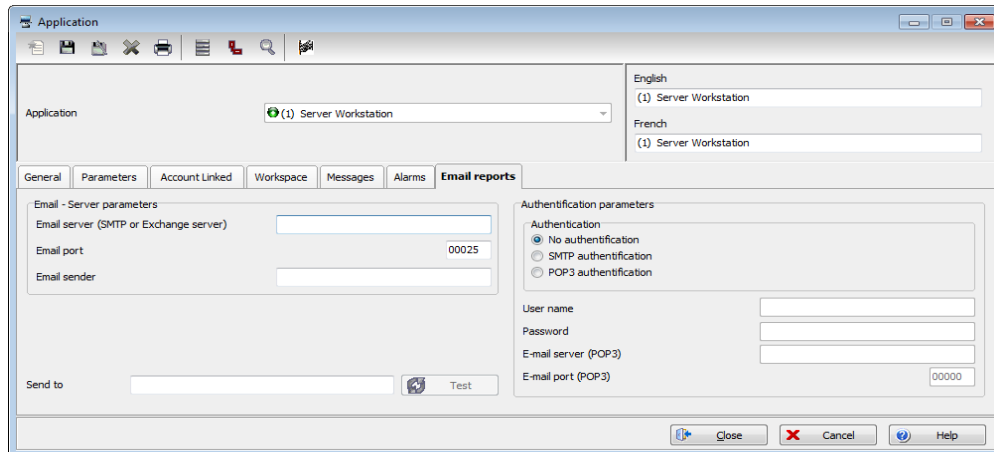 Application
English
(1) Server Workstation
Application
(1) Server Workstation
French
(1) Server Workstation
General Parameters Account Linked Workspace Messages Alarms Email reports
Email - Server parameters
Email server (SMTP or Exchange server)
Email port 00025
Email sender
Send to Test
Authentification parameters
Authentication
No authentification
SMTP authentification
POP3 authentification
User name
Password
E-mail server (POP3)
E-mail port (POP3) 00000
Close Cancel Help